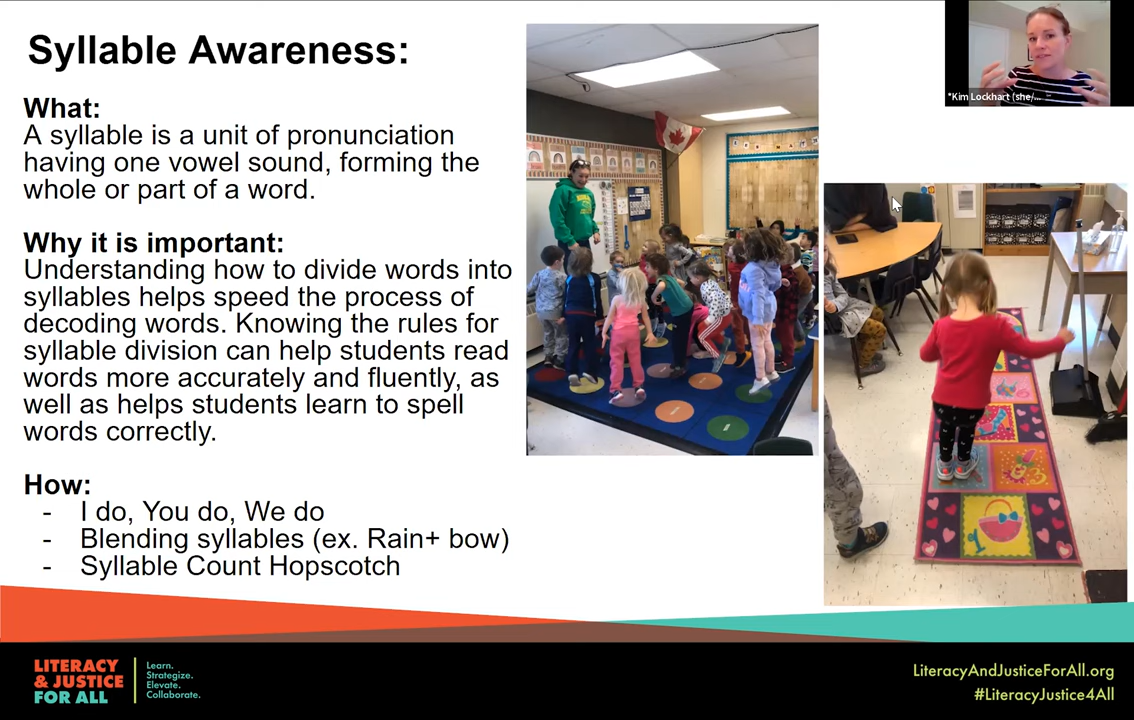 Syllable Awareness:
What:
A syllable is a unit of pronunciation
having one vowel sound, forming the
whole or part of a word.
Why it is important:
Understanding how to divide words into
syllables helps speed the process of
decoding words. Knowing the rules for
syllable division can help students read
words more accurately and fluently, as
well as helps students learn to spell
words correctly.
How:
- I do, You do, We do
- Blending syllables (ex. Rain+ bow)
- Syllable Count Hopscotch
*Kim Lockhart (she/...
3
1
LITERACY
& JUSTICE
FOR ALL
Learn.
Strategize.
Elevate.
Collaborate.
LiteracyAndJusticeForAll.org
#LiteracyJustice4All